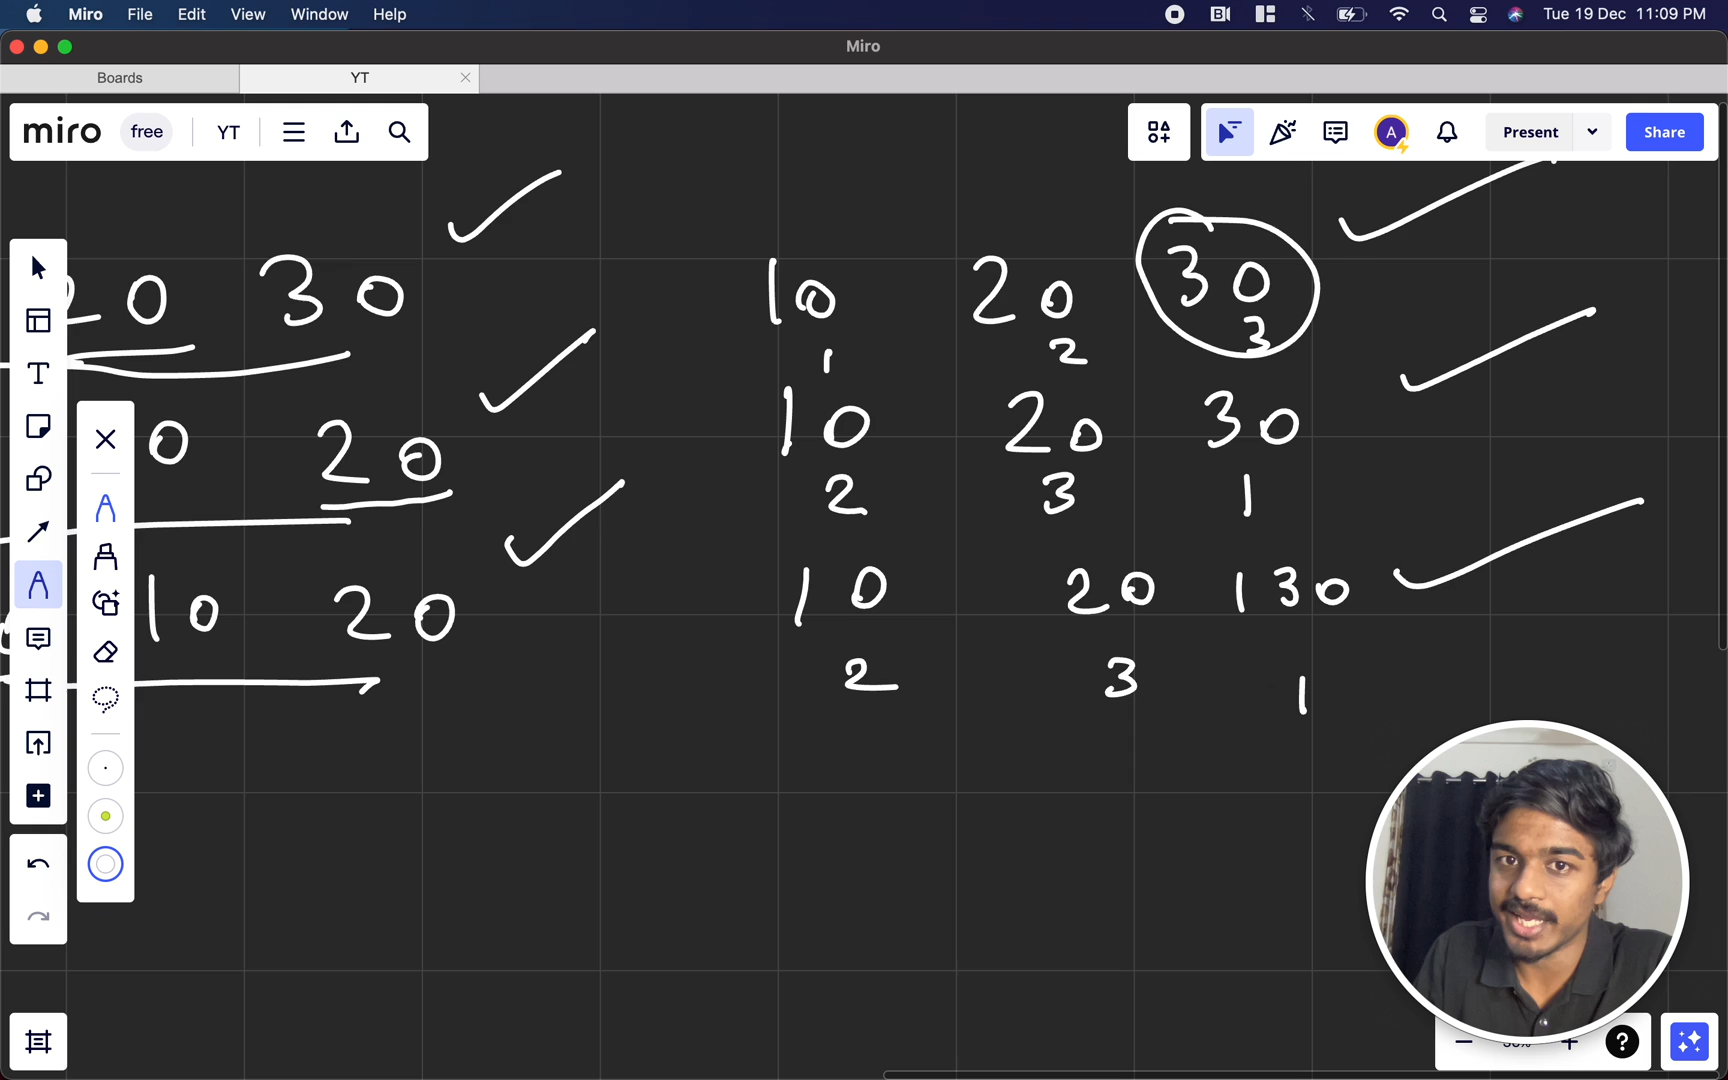 Miro File Edit View Window Help Tue 19 Dec 11:09 PM
Miro
Boards YT
miro free YT Present Share
A
20 30 10 20 30
1 2 3
0 20 10 20 30
2 3 1
10 20 10 20 130
2 3 1